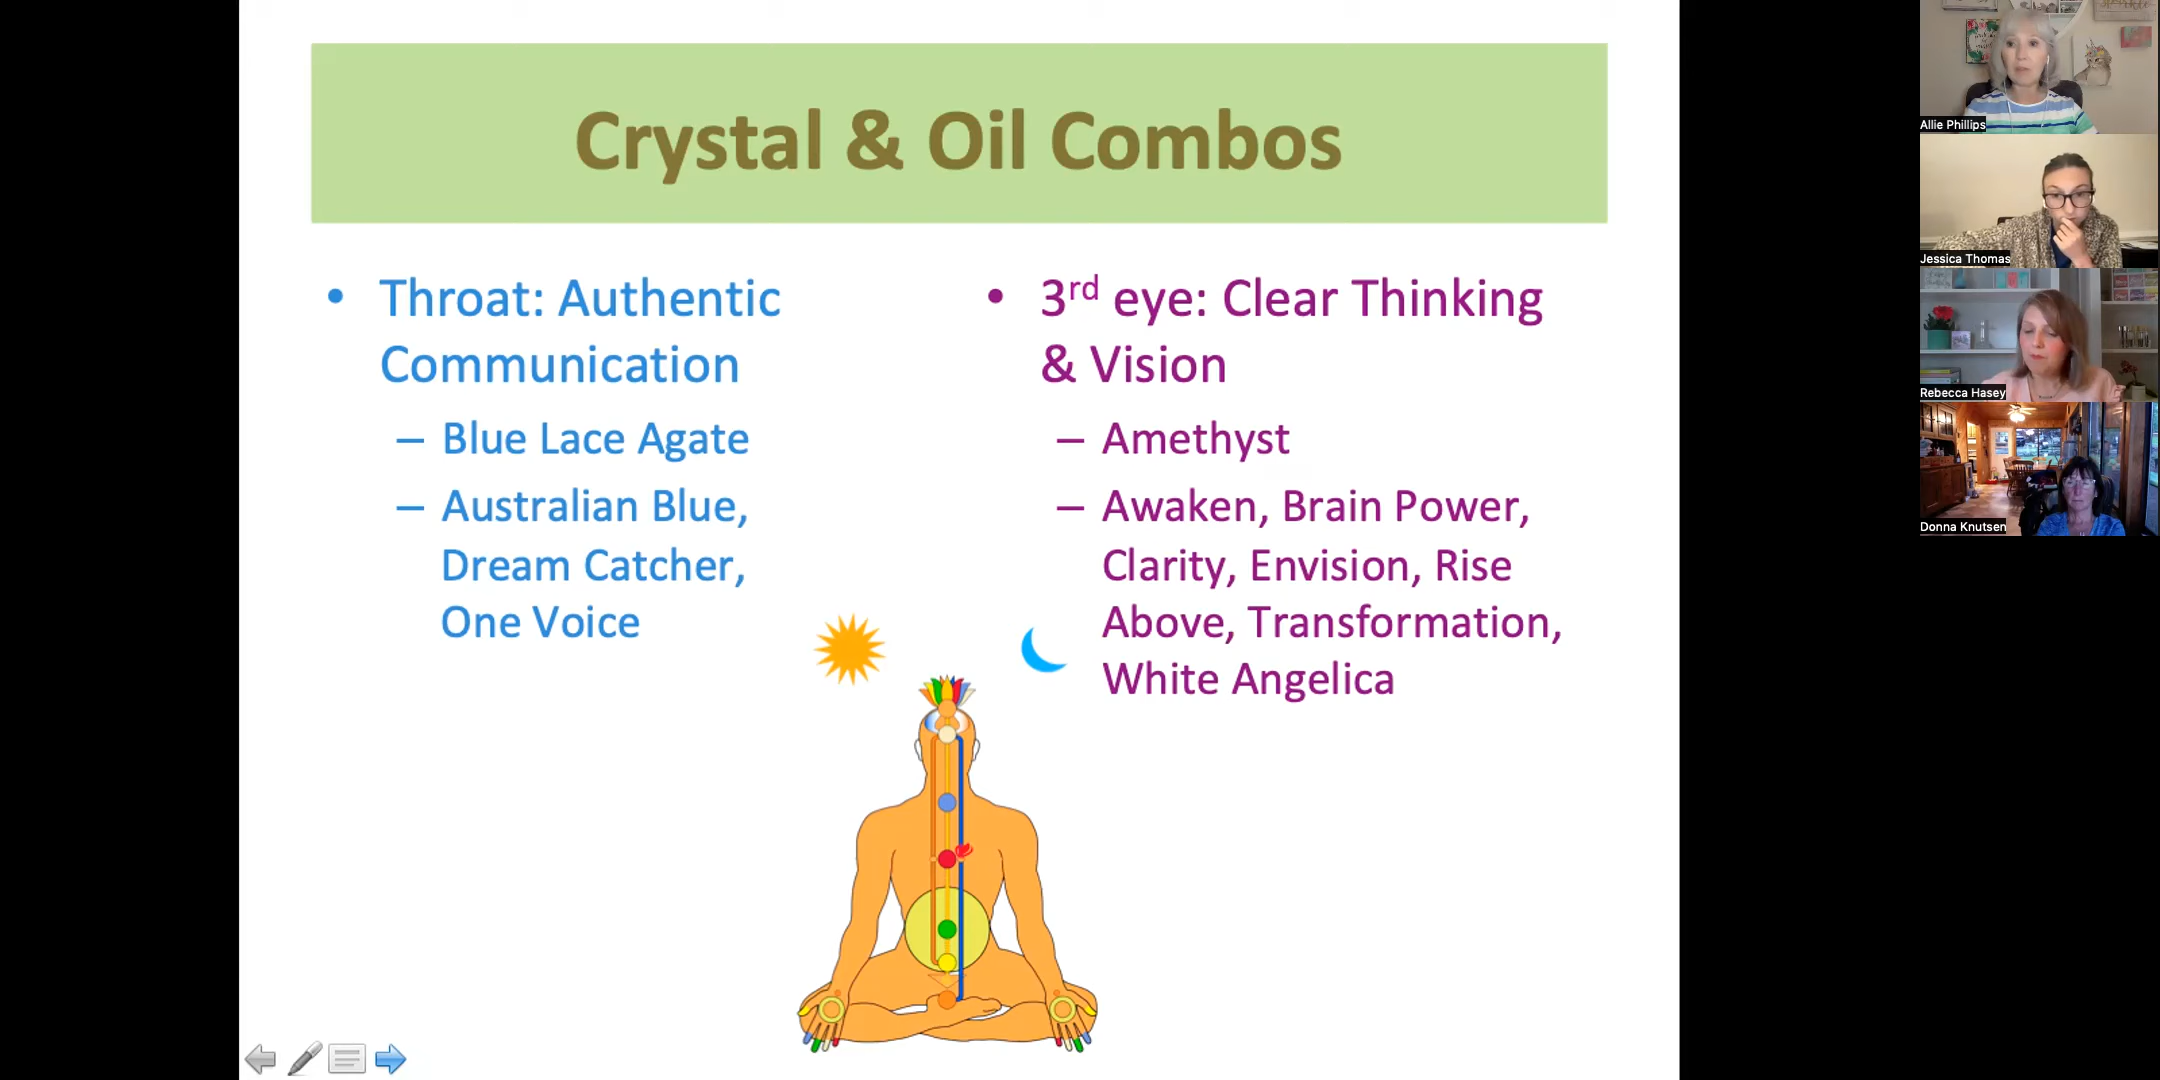 Crystal & Oil Combos
• Throat: Authentic
Communication
– Blue Lace Agate
– Australian Blue,
Dream Catcher,
One Voice
• 3rd eye: Clear Thinking
& Vision
– Amethyst
– Awaken, Brain Power,
Clarity, Envision, Rise
Above, Transformation,
White Angelica
Allie Phillips
Jessica Thomas
Rebecca Hasey
Donna Knutsen